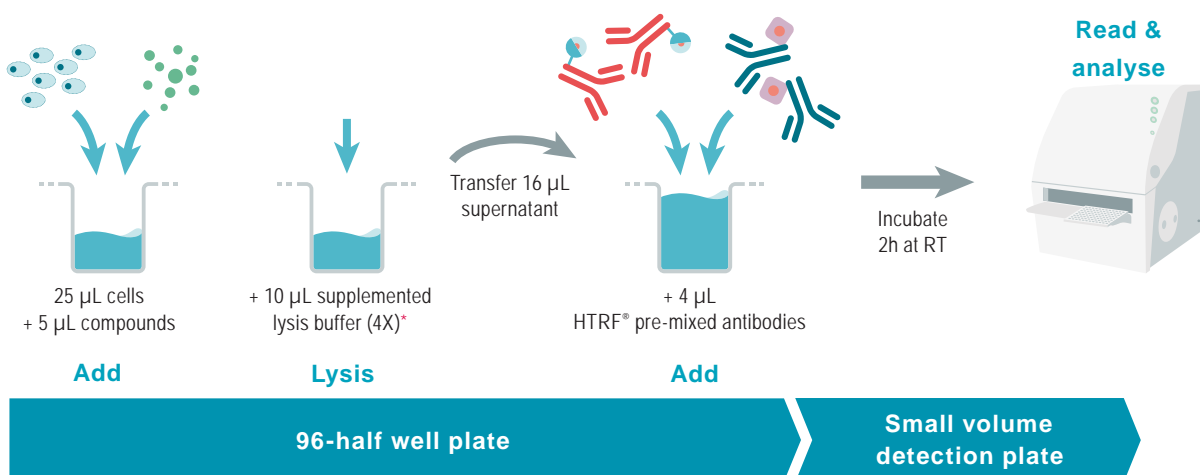 Read &
analyse
Transfer 16 µL
supernatant
Incubate
2h at RT
25 µL cells
+ 5 µL compounds
+ 10 µL supplemented
lysis buffer (4X)*
+ 4 µL
HTRF® pre-mixed antibodies
Add
Lysis
Add
96-half well plate
Small volume
detection plate